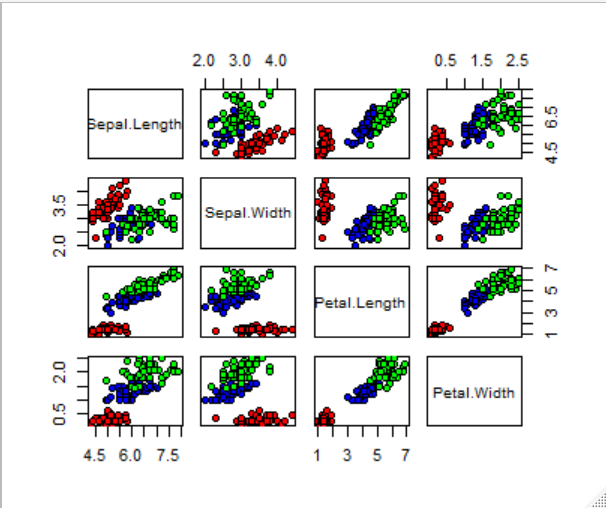 2.0 3.0 4.0
0.5 1.5 2.5
Sepal.Length
4.5 6.5
2.0 3.5
Sepal.Width
Petal.Length
1 3 5 7
0.5 2.0
Petal.Width
4.5 6.0 7.5
1 3 5 7